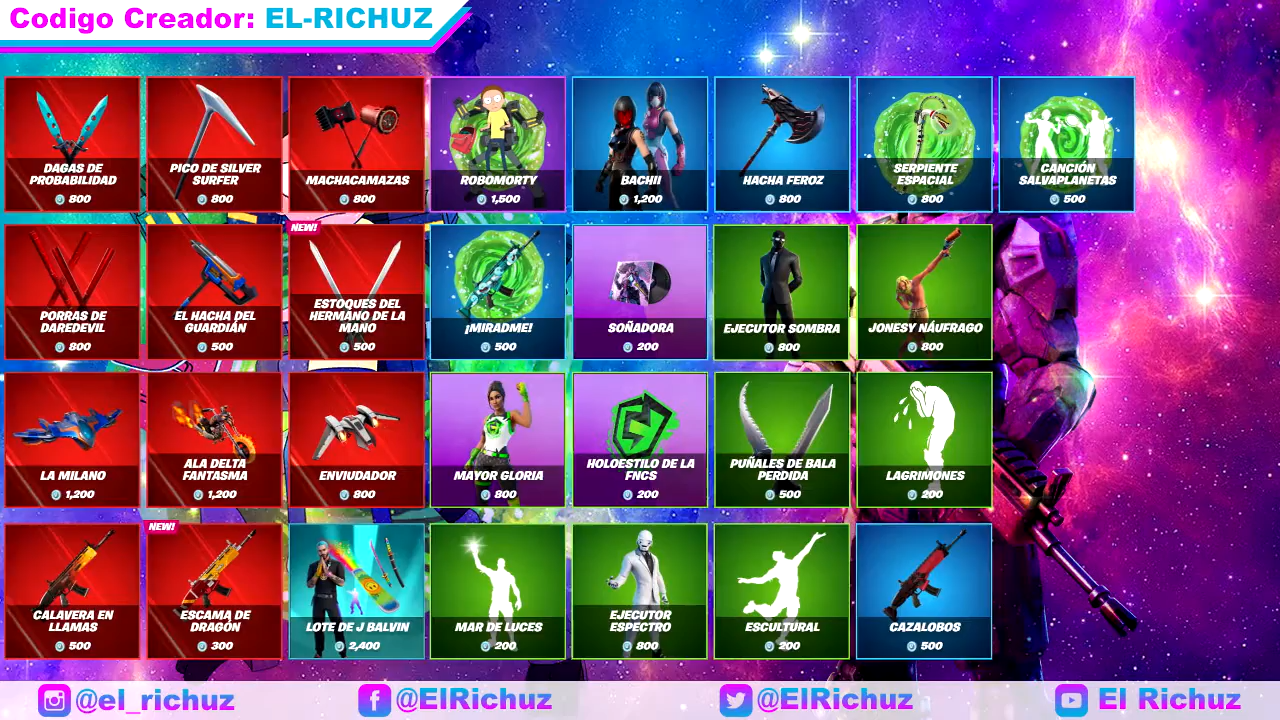 Codigo Creador: EL-RICHUZ
DAGAS DE
PROBABILIDAD
800
PICO DE SILVER
SURFER
800
MACHACAMAZAS
800
ROBOMORTY
1,500
BACHII
1,200
HACHA FEROZ
800
SERPIENTE
ESPACIAL
800
CANCIÓN
SALVAPLANETAS
500
PORRAS DE
DAREDEVIL
800
EL HACHA DEL
GUARDIÁN
500
NEW!
ESTOQUES DEL
HERMANO DE LA
MANO
500
¡MIRADME!
500
SOÑADORA
200
EJECUTOR SOMBRA
800
JONESY NÁUFRAGO
800
LA MILANO
1,200
ALA DELTA
FANTASMA
1,200
ENVIUDADOR
800
MAYOR GLORIA
800
HOLOESTILO DE LA
FNCS
200
PUÑALES DE BALA
PERDIDA
500
LAGRIMONES
200
CALAVERA EN
LLAMAS
500
NEW!
ESCAMA DE
DRAGÓN
300
LOTE DE J BALVIN
2,400
MAR DE LUCES
200
EJECUTOR
ESPECTRO
800
ESCULTURAL
200
CAZALOBOS
500
@el_richuz
@ElRichuz
@ElRichuz
El Richuz